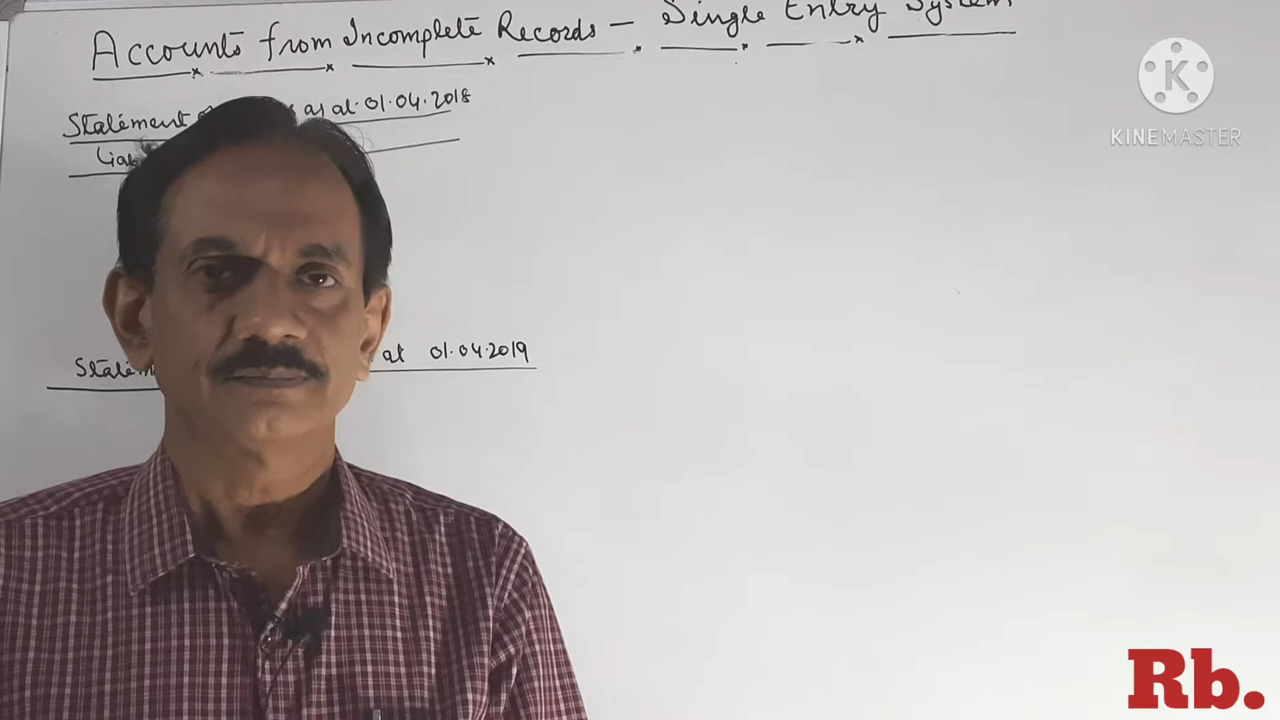 Accounts from Incomplete Records - Single Entry System
Statement as at 01.04.2018
KINEMASTER
at 01.04.2019
Rb.